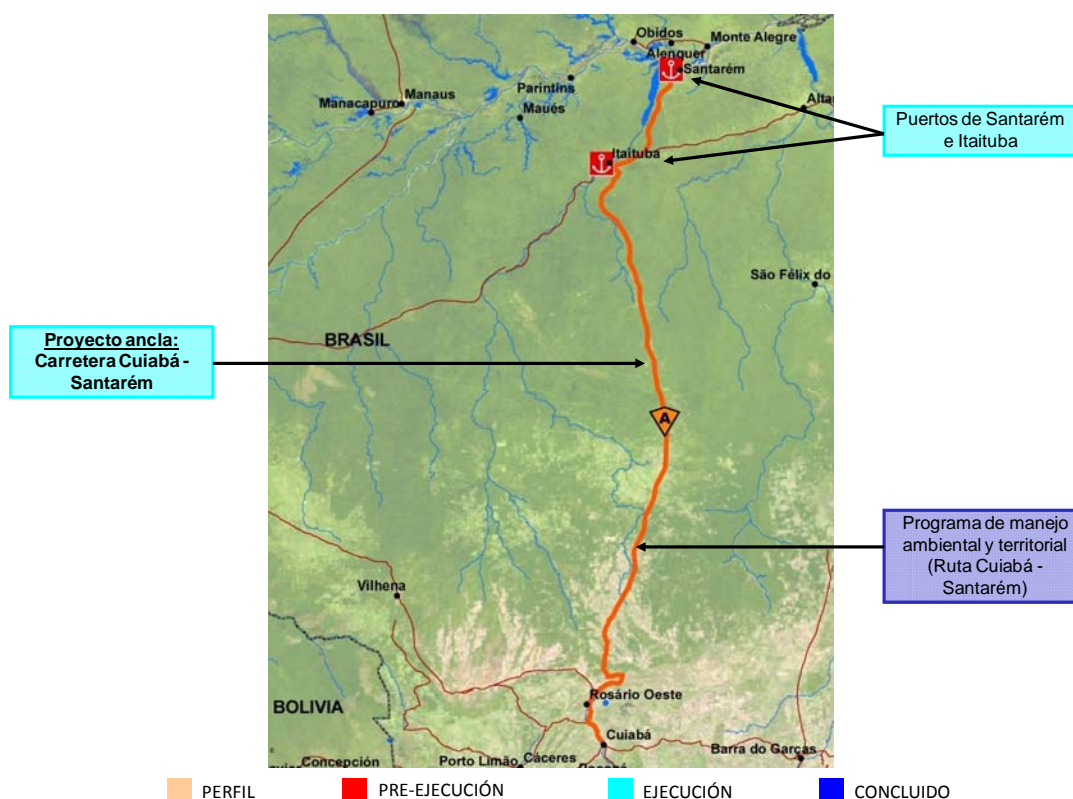 Obidos
Monte Alegre
Alenquer
Santarém
Parintins
Manaus
Manacapuro
Maués
Itaituba
Puertos de Santarém
e Itaituba
São Félix do
Proyecto ancla:
Carretera Cuiabá -
Santarém
BRASIL
A
Programa de manejo
ambiental y territorial
(Ruta Cuiabá -
Santarém)
Vilhena
BOLIVIA
Rosário Oeste
Cuiabá
Barra do Garças
Porto Limão
Cáceres
Concepción
PERFIL
PRE-EJECUCIÓN
EJECUCIÓN
CONCLUIDO